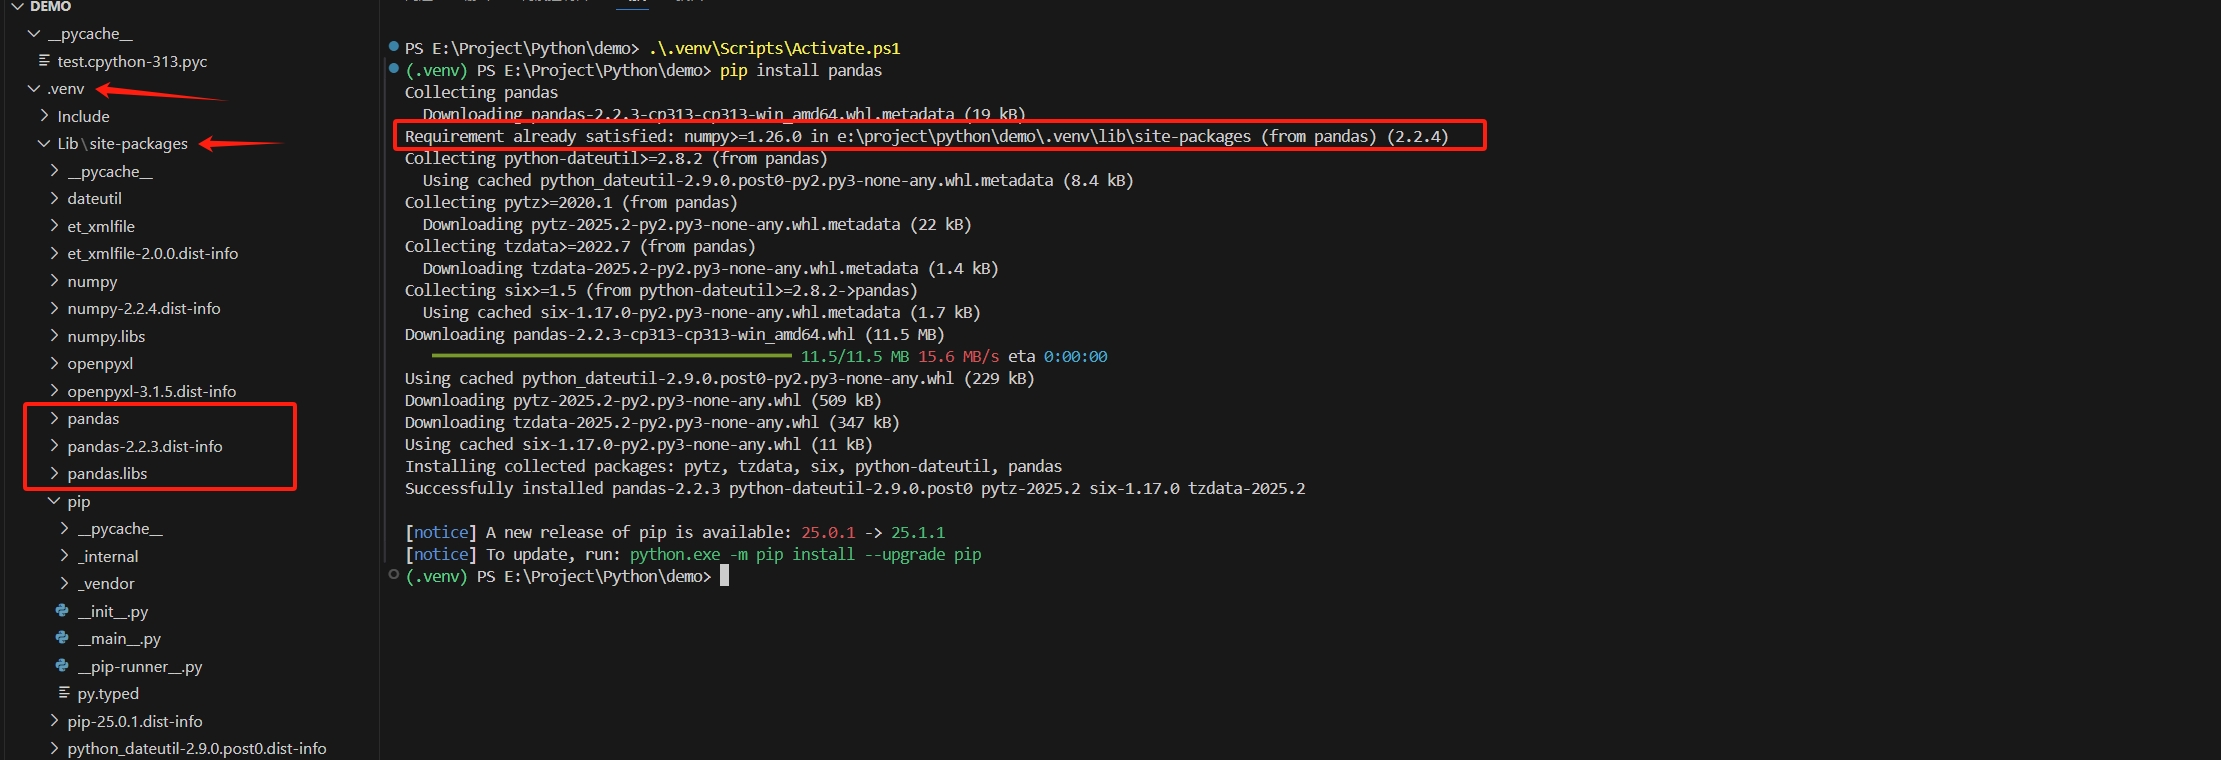 DEMO
__pycache__
test.cpython-313.pyc
.venv
Include
Lib\site-packages
__pycache__
dateutil
et_xmlfile
et_xmlfile-2.0.0.dist-info
numpy
numpy-2.2.4.dist-info
numpy.libs
openpyxl
openpyxl-3.1.5.dist-info
pandas
pandas-2.2.3.dist-info
pandas.libs
pip
__pycache__
_internal
_vendor
__init__.py
__main__.py
__pip-runner__.py
py.typed
pip-25.0.1.dist-info
python_dateutil-2.9.0.post0.dist-info
PS E:\Project\Python\demo> .\.venv\Scripts\Activate.ps1
(.venv) PS E:\Project\Python\demo> pip install pandas
Collecting pandas
Downloading pandas-2.2.3-cp313-cp313-win_amd64.whl.metadata (19 kB)
Requirement already satisfied: numpy>=1.26.0 in e:\project\python\demo\.venv\lib\site-packages (from pandas) (2.2.4)
Collecting python-dateutil>=2.8.2 (from pandas)
Using cached python_dateutil-2.9.0.post0-py2.py3-none-any.whl.metadata (8.4 kB)
Collecting pytz>=2020.1 (from pandas)
Downloading pytz-2025.2-py2.py3-none-any.whl.metadata (22 kB)
Collecting tzdata>=2022.7 (from pandas)
Downloading tzdata-2025.2-py2.py3-none-any.whl.metadata (1.4 kB)
Collecting six>=1.5 (from python-dateutil>=2.8.2->pandas)
Using cached six-1.17.0-py2.py3-none-any.whl.metadata (1.7 kB)
Downloading pandas-2.2.3-cp313-cp313-win_amd64.whl (11.5 MB)
11.5/11.5 MB 15.6 MB/s eta 0:00:00
Using cached python_dateutil-2.9.0.post0-py2.py3-none-any.whl (229 kB)
Downloading pytz-2025.2-py2.py3-none-any.whl (509 kB)
Downloading tzdata-2025.2-py2.py3-none-any.whl (347 kB)
Using cached six-1.17.0-py2.py3-none-any.whl (11 kB)
Installing collected packages: pytz, tzdata, six, python-dateutil, pandas
Successfully installed pandas-2.2.3 python-dateutil-2.9.0.post0 pytz-2025.2 six-1.17.0 tzdata-2025.2
[notice] A new release of pip is available: 25.0.1 -> 25.1.1
[notice] To update, run: python.exe -m pip install --upgrade pip
(.venv) PS E:\Project\Python\demo>